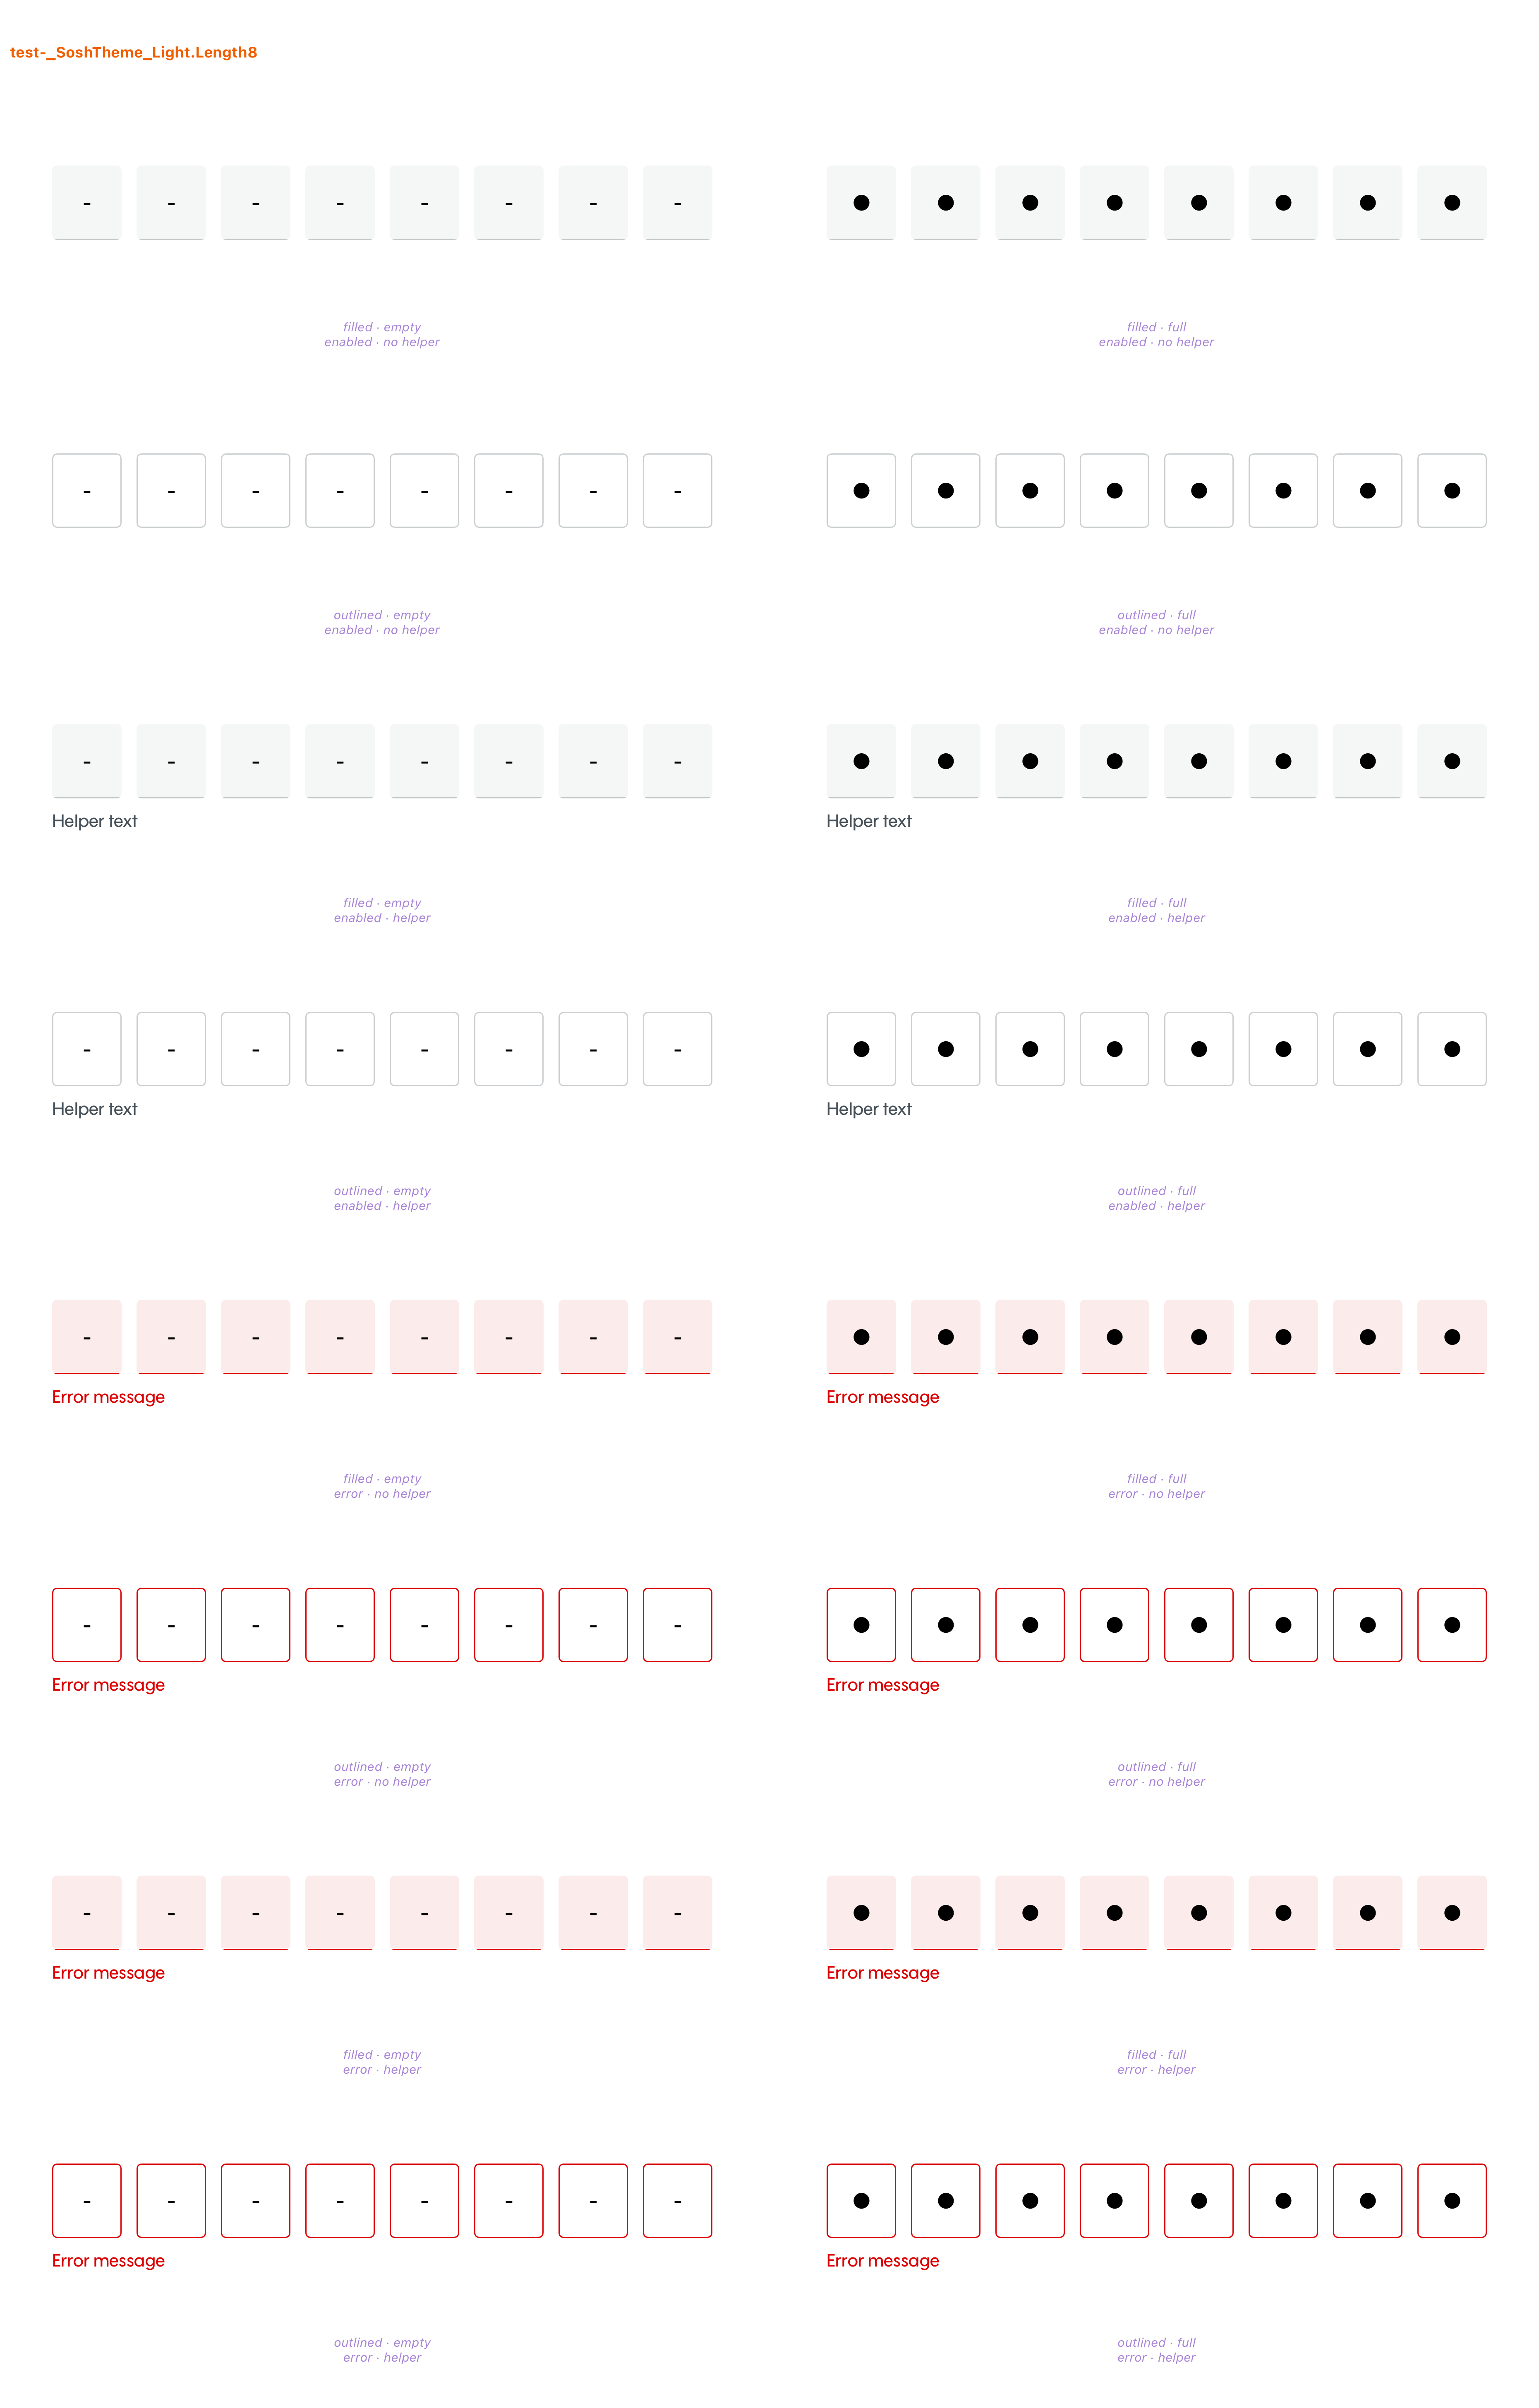 test-_SoshTheme_Light.Length8
- - - - - - - -
● ● ● ● ● ● ● ●
filled · empty
enabled · no helper
filled · full
enabled · no helper
- - - - - - - -
● ● ● ● ● ● ● ●
outlined · empty
enabled · no helper
outlined · full
enabled · no helper
- - - - - - - -
Helper text
● ● ● ● ● ● ● ●
Helper text
filled · empty
enabled · helper
filled · full
enabled · helper
- - - - - - - -
Helper text
● ● ● ● ● ● ● ●
Helper text
outlined · empty
enabled · helper
outlined · full
enabled · helper
- - - - - - - -
Error message
● ● ● ● ● ● ● ●
Error message
filled · empty
error · no helper
filled · full
error · no helper
- - - - - - - -
Error message
● ● ● ● ● ● ● ●
Error message
outlined · empty
error · no helper
outlined · full
error · no helper
- - - - - - - -
Error message
● ● ● ● ● ● ● ●
Error message
filled · empty
error · helper
filled · full
error · helper
- - - - - - - -
Error message
● ● ● ● ● ● ● ●
Error message
outlined · empty
error · helper
outlined · full
error · helper